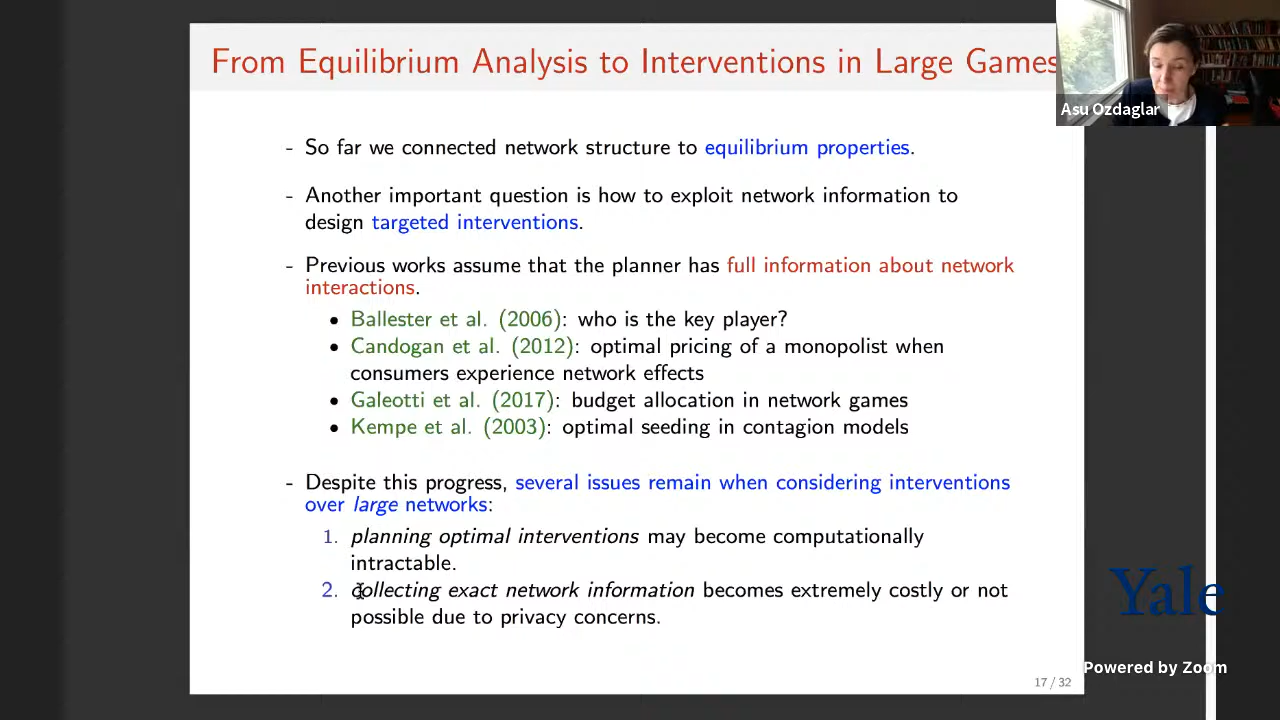 From Equilibrium Analysis to Interventions in Large Games
Asu Ozdaglar
- So far we connected network structure to equilibrium properties.
- Another important question is how to exploit network information to
design targeted interventions.
- Previous works assume that the planner has full information about network
interactions.
• Ballester et al. (2006): who is the key player?
• Candogan et al. (2012): optimal pricing of a monopolist when
consumers experience network effects
• Galeotti et al. (2017): budget allocation in network games
• Kempe et al. (2003): optimal seeding in contagion models
- Despite this progress, several issues remain when considering interventions
over large networks:
1. planning optimal interventions may become computationally
intractable.
2. collecting exact network information becomes extremely costly or not
possible due to privacy concerns.
Yale
Powered by Zoom
17 / 32